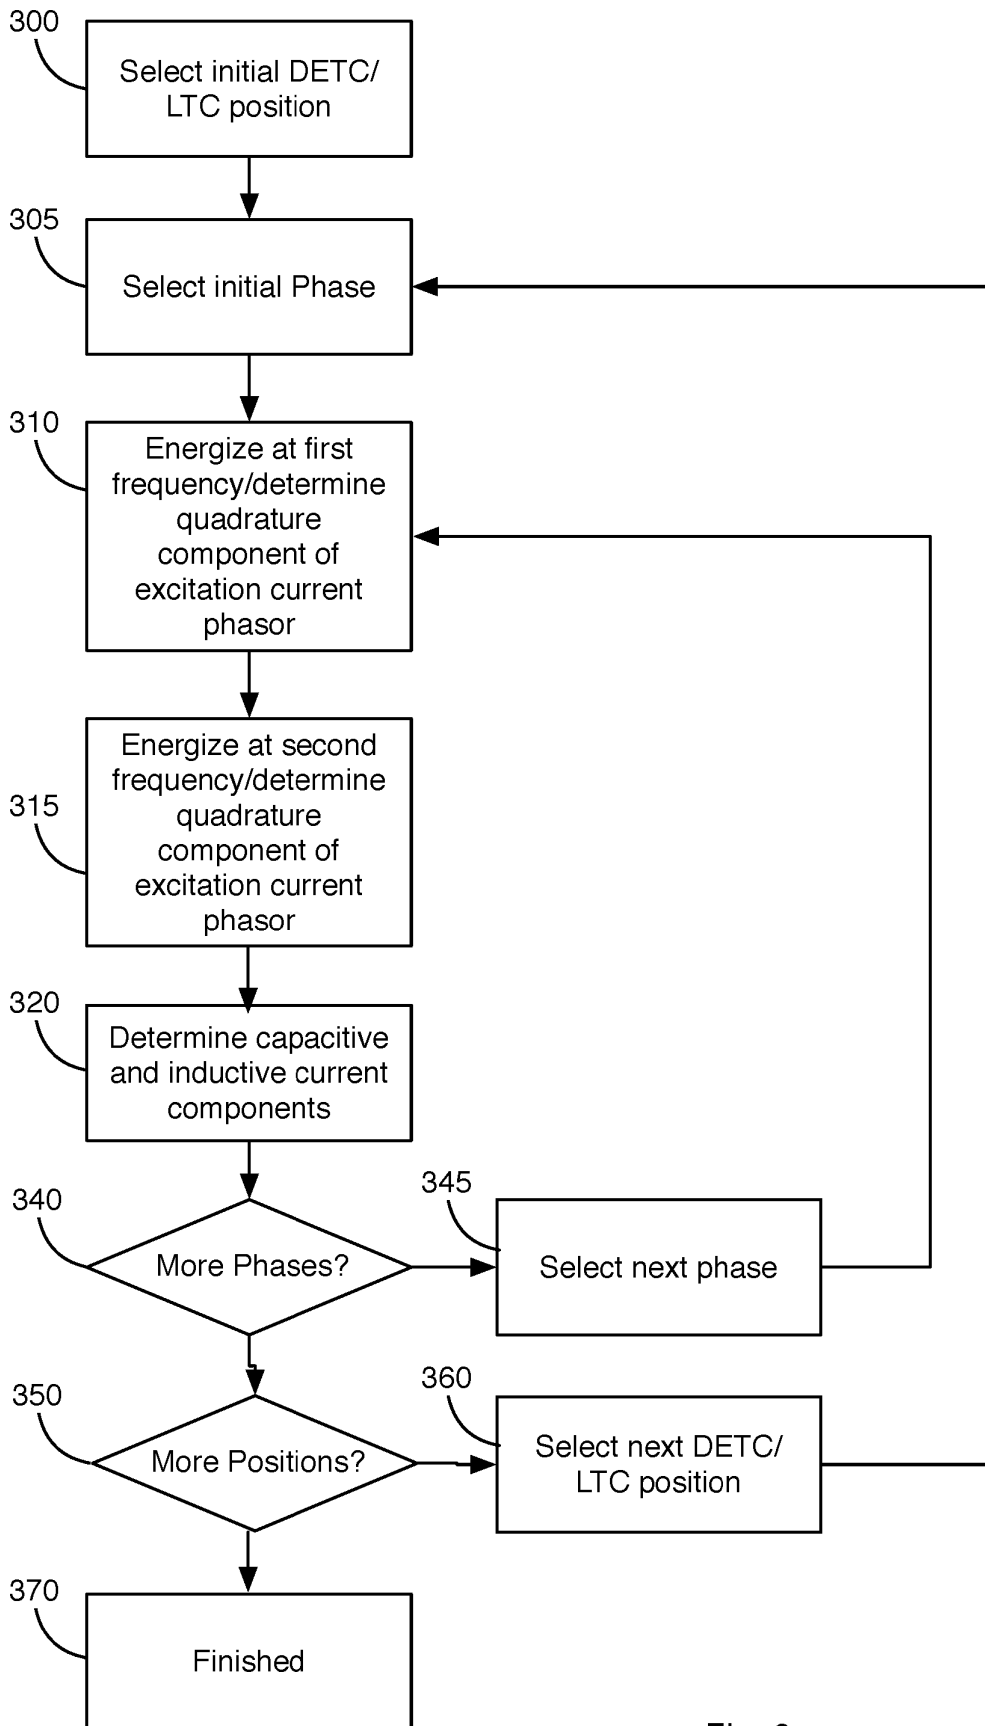 300
Select initial DETC/
LTC position
305
Select initial Phase
310
Energize at first
frequency/determine
quadrature
component of
excitation current
phasor
315
Energize at second
frequency/determine
quadrature
component of
excitation current
phasor
320
Determine capacitive
and inductive current
components
340
More Phases?
345
Select next phase
350
More Positions?
360
Select next DETC/
LTC position
370
Finished